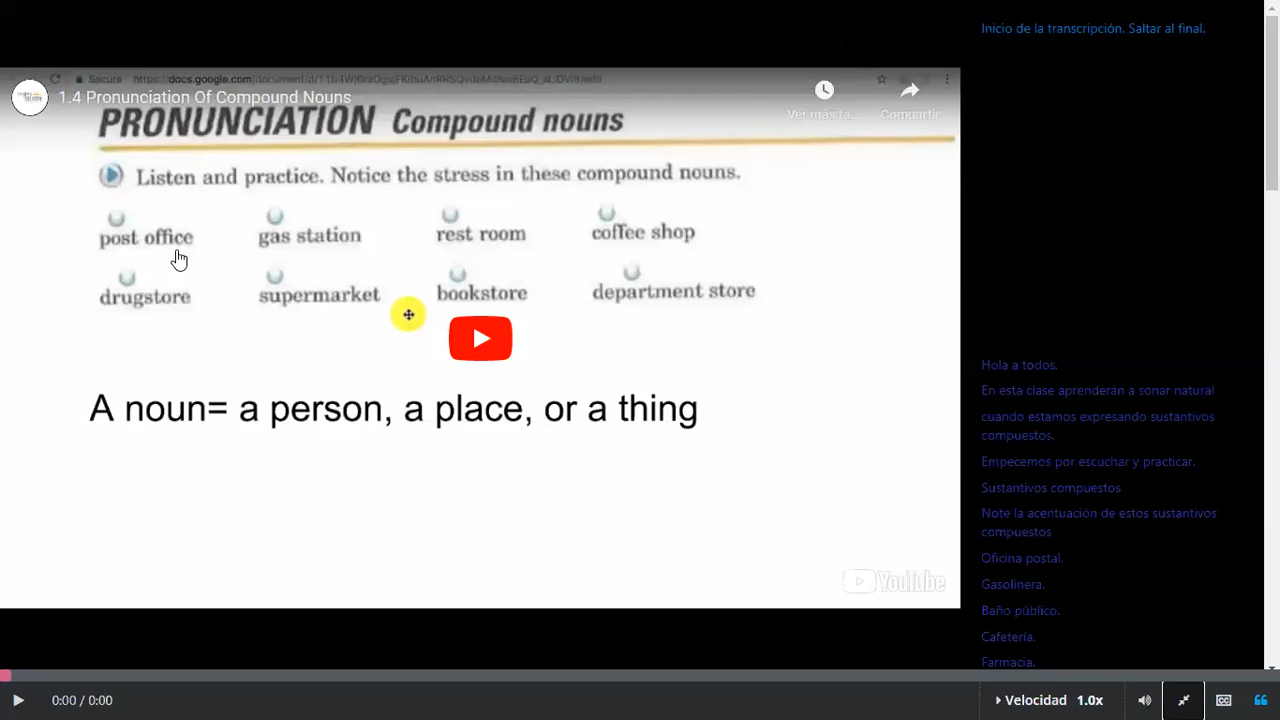 Inicio de la transcripción. Saltar al final.
Secure
1.4 Pronunciation Of Compound Nouns
Ver más ta...
Compartir
PRONUNCIATION Compound nouns
Listen and practice. Notice the stress in these compound nouns.
post office gas station rest room coffee shop
drugstore supermarket bookstore department store
A noun= a person, a place, or a thing
YouTube
Hola a todos.
En esta clase aprenderán a sonar natural
cuando estamos expresando sustantivos
compuestos.
Empecemos por escuchar y practicar.
Sustantivos compuestos
Note la acentuación de estos sustantivos
compuestos
Oficina postal.
Gasolinera.
Baño público.
Cafetería.
Farmacia.
0:00 / 0:00
Velocidad 1.0x
CC